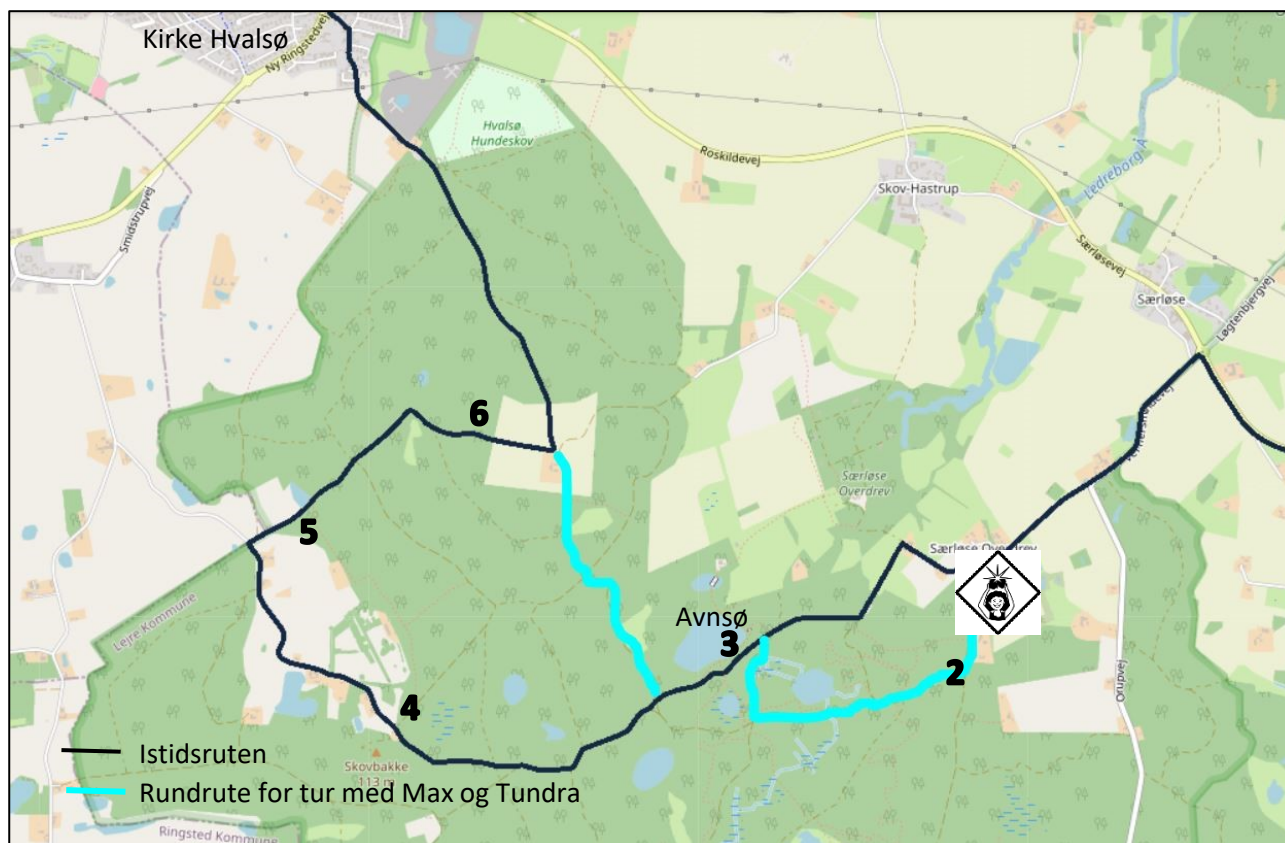 Kirke Hvalsø
Ny Ringstedvej
Hvalsø
Hundeskov
Roskildevej
Smidstrupvej
Skov-Hastrup
Ledreborg Å
Særløsevej
Særløse
Løgtenbjergvej
6
Særløse
Overdrev
5
Særløse Overdrev
Lejre Kommune
Avnsø
3
2
4
Orupvej
Skovbakke
113 m
Istidsruten
Rundrute for tur med Max og Tundra
Ringsted Kommune
P